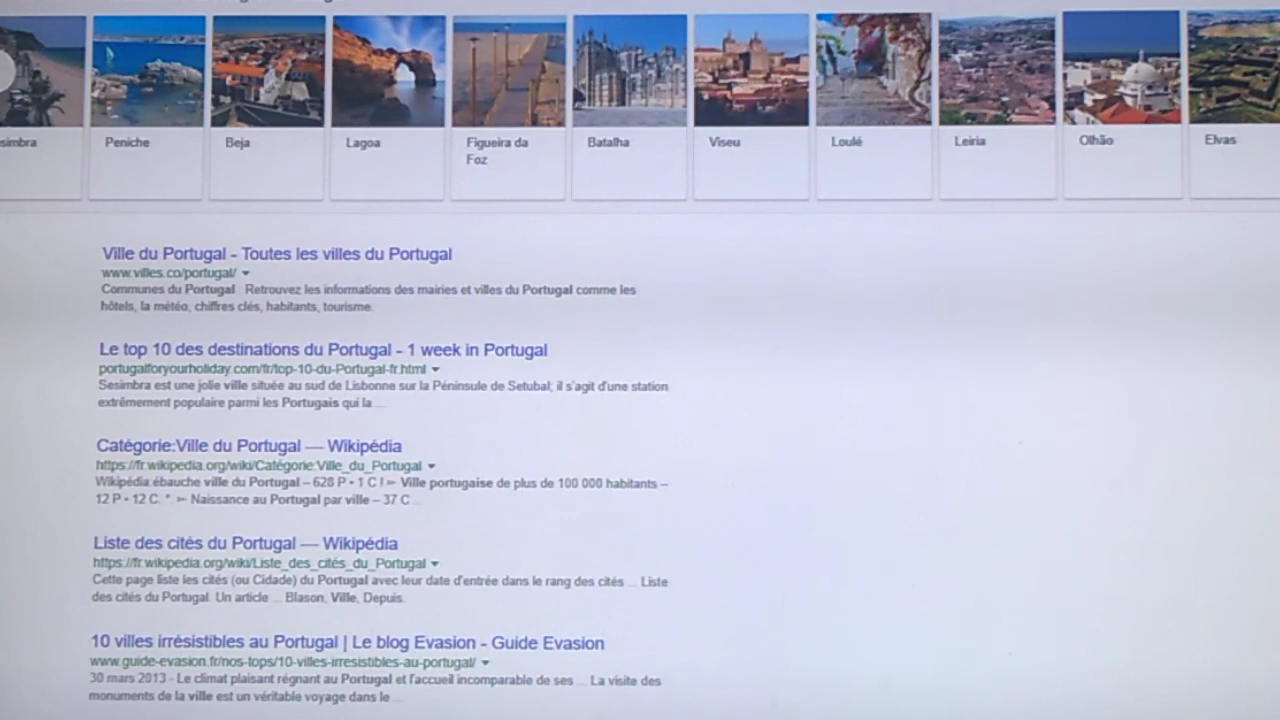 simbra
Peniche
Beja
Lagoa
Figueira da
Foz
Batalha
Viseu
Loulé
Leiria
Olhão
Elvas
Ville du Portugal - Toutes les villes du Portugal
www.villes.co/portugal/
Communes du Portugal Retrouvez les informations des mairies et villes du Portugal comme les
hôtels, la météo, chiffres clés, habitants, tourisme.
Le top 10 des destinations du Portugal - 1 week in Portugal
portugalforyourholiday.com/fr/top-10-du-Portugal-fr.html
Sesimbra est une jolie ville située au sud de Lisbonne sur la Péninsule de Setubal; il s'agit d'une station
extrêmement populaire parmi les Portugais qui la ...
Catégorie:Ville du Portugal — Wikipédia
https://fr.wikipedia.org/wiki/Catégorie:Ville_du_Portugal
Wikipédia:ébauche ville du Portugal – 628 P • 1 C ! ► Ville portugaise de plus de 100 000 habitants –
12 P • 12 C. *. ► Naissance au Portugal par ville – 37 C ...
Liste des cités du Portugal — Wikipédia
https://fr.wikipedia.org/wiki/Liste_des_cités_du_Portugal
Cette page liste les cités (ou Cidade) du Portugal avec leur date d'entrée dans le rang des cités ... Liste
des cités du Portugal. Un article ... Blason, Ville, Depuis.
10 villes irrésistibles au Portugal | Le blog Evasion - Guide Evasion
www.guide-evasion.fr/nos-tops/10-villes-irresistibles-au-portugal/
30 mars 2013 - Le climat plaisant régnant au Portugal et l'accueil incomparable de ses ... La visite des
monuments de la ville est un véritable voyage dans le ...